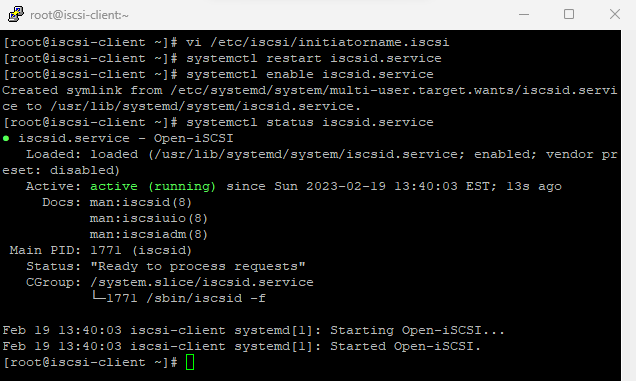 root@iscsi-client:~
[root@iscsi-client ~]# vi /etc/iscsi/initiatorname.iscsi
[root@iscsi-client ~]# systemctl restart iscsid.service
[root@iscsi-client ~]# systemctl enable iscsid.service
Created symlink from /etc/systemd/system/multi-user.target.wants/iscsid.servi
ce to /usr/lib/systemd/system/iscsid.service.
[root@iscsi-client ~]# systemctl status iscsid.service
● iscsid.service - Open-iSCSI
   Loaded: loaded (/usr/lib/systemd/system/iscsid.service; enabled; vendor pr
eset: disabled)
   Active: active (running) since Sun 2023-02-19 13:40:03 EST; 13s ago
     Docs: man:iscsid(8)
           man:iscsiuio(8)
           man:iscsiadm(8)
 Main PID: 1771 (iscsid)
   Status: "Ready to process requests"
   CGroup: /system.slice/iscsid.service
           └─1771 /sbin/iscsid -f

Feb 19 13:40:03 iscsi-client systemd[1]: Starting Open-iSCSI...
Feb 19 13:40:03 iscsi-client systemd[1]: Started Open-iSCSI.
[root@iscsi-client ~]#